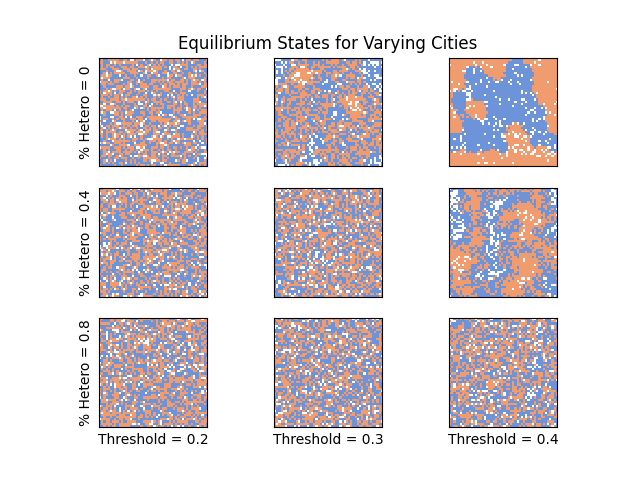 Equilibrium States for Varying Cities
% Hetero = 0
% Hetero = 0.4
% Hetero = 0.8
Threshold = 0.2
Threshold = 0.3
Threshold = 0.4